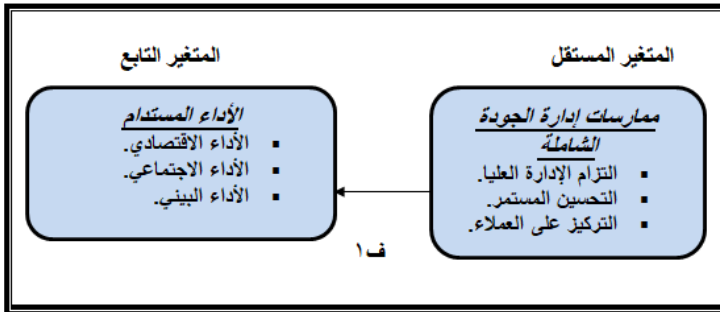 المتغير المستقل
المتغير التابع
ممارسات إدارة الجودة
الشاملة
التزام الإدارة العليا.
التحسين المستمر.
التركيز على العملاء.
الأداء المستدام
الأداء الاقتصادي.
الأداء الاجتماعي.
الأداء البيئي.
ف١